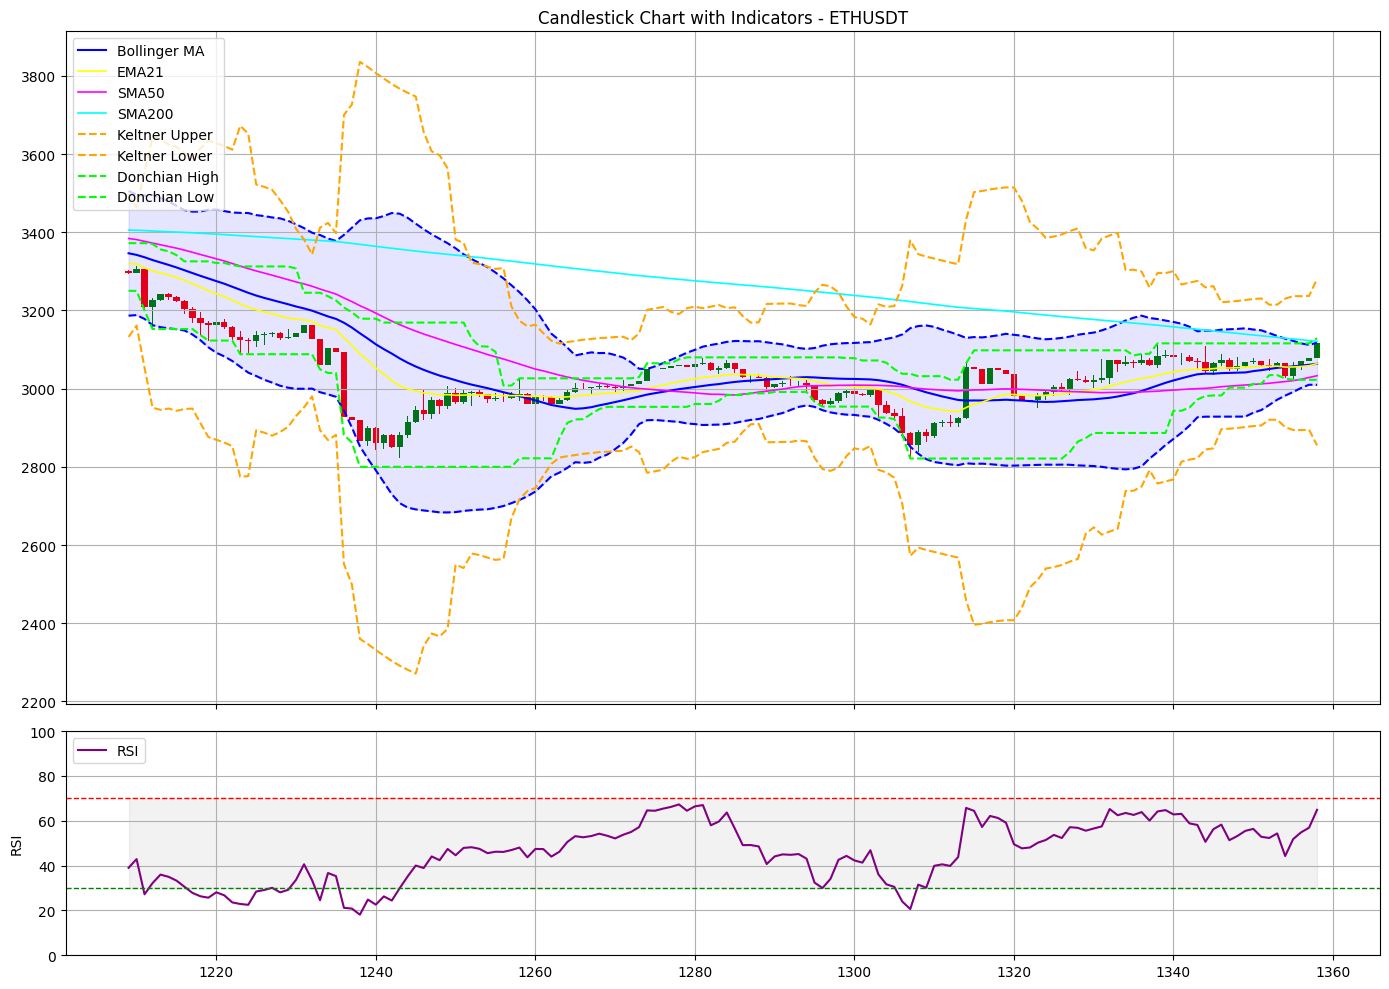 Candlestick Chart with Indicators - ETHUSDT
Bollinger MA
EMA21
SMA50
SMA200
Keltner Upper
Keltner Lower
Donchian High
Donchian Low
3800
3600
3400
3200
3000
2800
2600
2400
2200
RSI
100
80
60
40
20
0
RSI
1220
1240
1260
1280
1300
1320
1340
1360